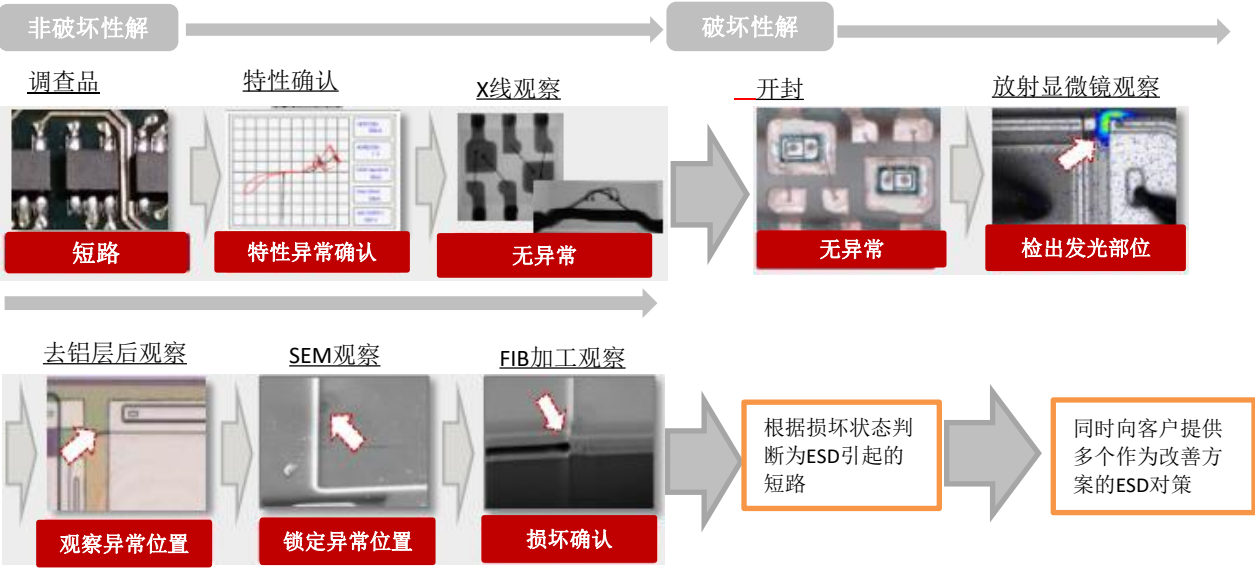 非破坏性解
破坏性解
调查品
特性确认
X线观察
开封
放射显微镜观察
短路
特性异常确认
无异常
无异常
检出发光部位
去铝层后观察
SEM观察
FIB加工观察
观察异常位置
锁定异常位置
损坏确认
根据损坏状态判
断为ESD引起的
短路
同时向客户提供
多个作为改善方
案的ESD对策